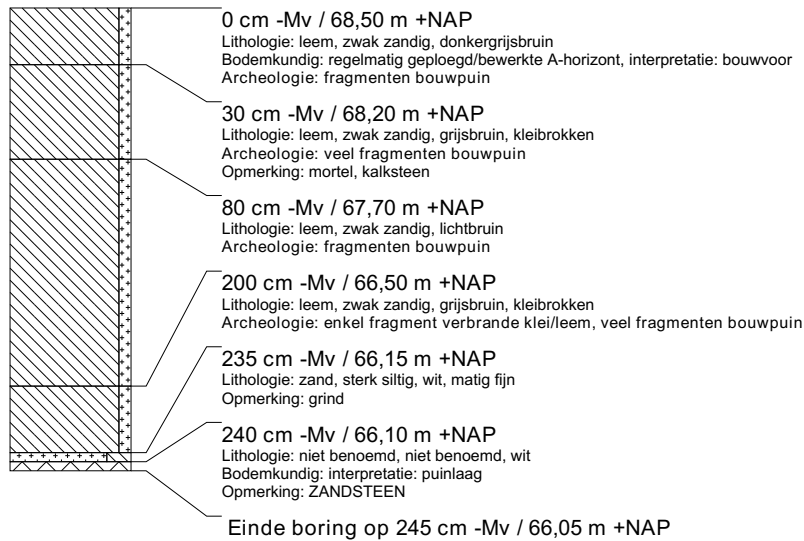 0 cm -Mv / 68,50 m +NAP
Lithologie: leem, zwak zandig, donkergrijsbruin
Bodemkundig: regelmatig geploegd/bewerkte A-horizont, interpretatie: bouwvoor
Archeologie: fragmenten bouwpuin
30 cm -Mv / 68,20 m +NAP
Lithologie: leem, zwak zandig, grijsbruin, kleibrokken
Archeologie: veel fragmenten bouwpuin
Opmerking: mortel, kalksteen
80 cm -Mv / 67,70 m +NAP
Lithologie: leem, zwak zandig, lichtbruin
Archeologie: fragmenten bouwpuin
200 cm -Mv / 66,50 m +NAP
Lithologie: leem, zwak zandig, grijsbruin, kleibrokken
Archeologie: enkel fragment verbrande klei/leem, veel fragmenten bouwpuin
235 cm -Mv / 66,15 m +NAP
Lithologie: zand, sterk siltig, wit, matig fijn
Opmerking: grind
240 cm -Mv / 66,10 m +NAP
Lithologie: niet benoemd, niet benoemd, wit
Bodemkundig: interpretatie: puinlaag
Opmerking: ZANDSTEEN
Einde boring op 245 cm -Mv / 66,05 m +NAP